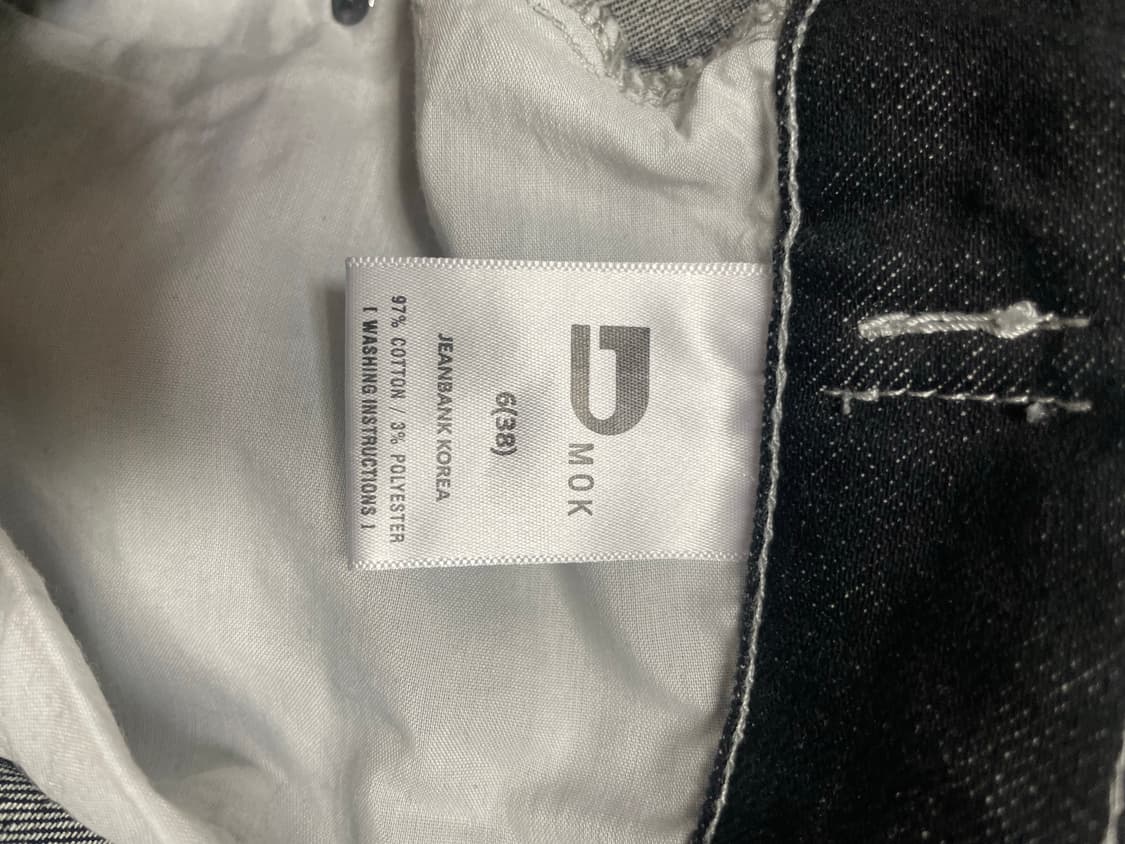 MOK
6(38)
JEANBANK KOREA
97% COTTON / 3% POLYESTER
[ WASHING INSTRUCTIONS ]